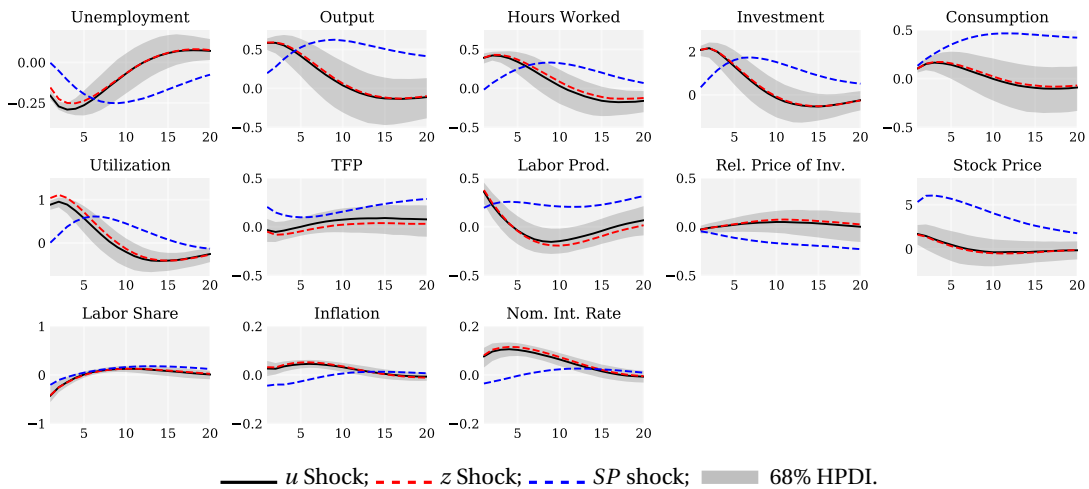 Unemployment Output Hours Worked Investment Consumption
0.00
−0.25
5 10 15 20
0.5
0.0
−0.5
5 10 15 20
0.5
0.0
−0.5
5 10 15 20
2
0
5 10 15 20
0.5
0.0
−0.5
5 10 15 20
Utilization TFP Labor Prod. Rel. Price of Inv. Stock Price
1
0
5 10 15 20
0.5
0.0
−0.5
5 10 15 20
0.5
0.0
−0.5
5 10 15 20
0.5
0.0
−0.5
5 10 15 20
5
0
5 10 15 20
Labor Share Inflation Nom. Int. Rate
1
0
−1
5 10 15 20
0.2
0.0
−0.2
5 10 15 20
0.2
0.0
−0.2
5 10 15 20
u Shock; z Shock; SP shock; 68% HPDI.